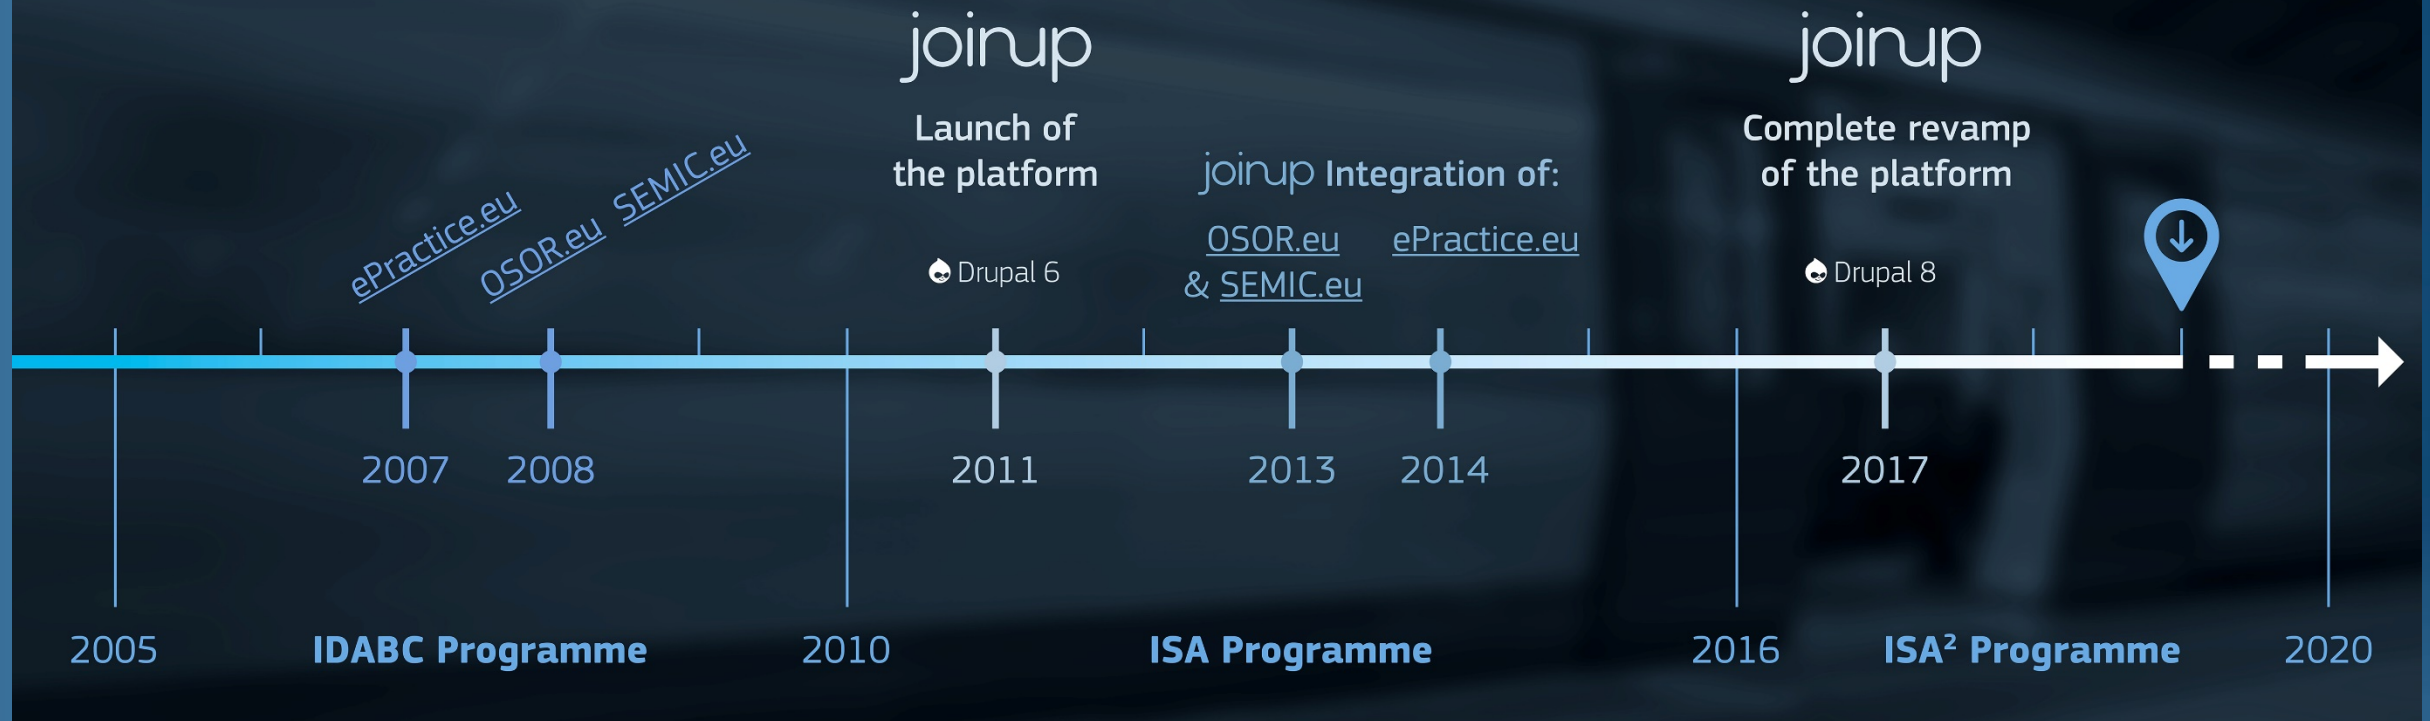 joinup
Launch of
the platform
Drupal 6
joinup
Complete revamp
of the platform
Drupal 8
ePractice.eu
OSOR.eu
SEMIC.eu
joinup Integration of:
OSOR.eu
& SEMIC.eu
ePractice.eu
2007
2008
2011
2013
2014
2017
2005
IDABC Programme
2010
ISA Programme
2016
ISA² Programme
2020